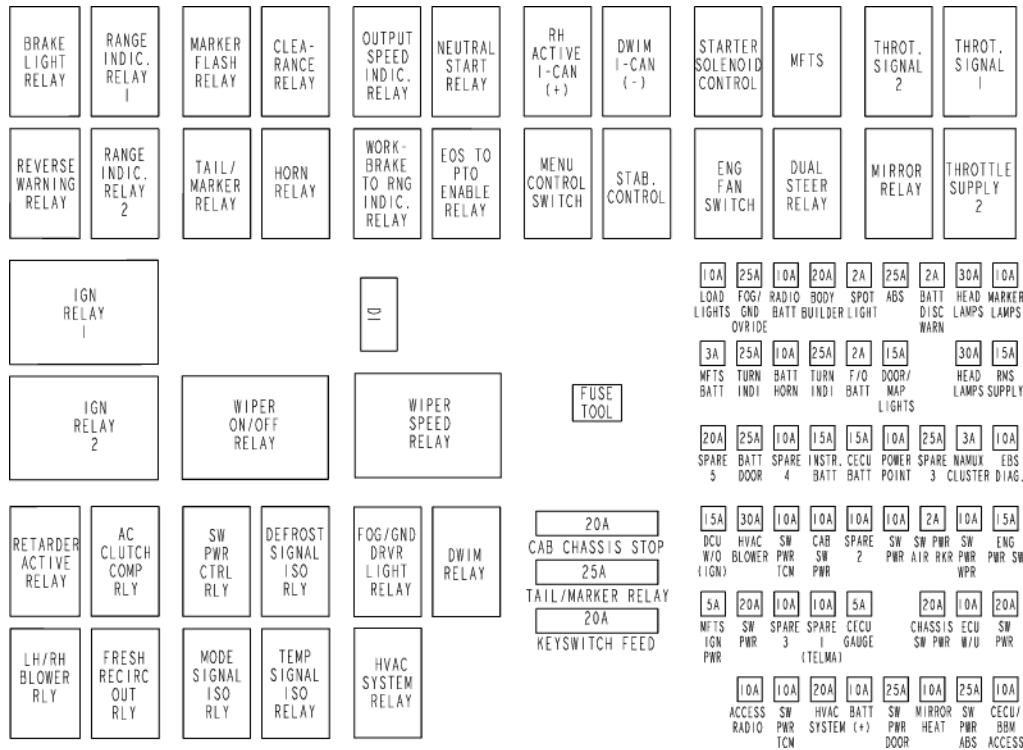 BRAKE
LIGHT
RELAY
RANGE
INDIC.
RELAY
1
MARKER
FLASH
RELAY
CLEA-
RANCE
RELAY
OUTPUT
SPEED
INDIC.
RELAY
NEUTRAL
START
RELAY
RH
ACTIVE
I-CAN
(+)
DWIM
I-CAN
(-)
STARTER
SOLENOID
CONTROL
MFTS
THROT.
SIGNAL
2
THROT.
SIGNAL
1
REVERSE
WARNING
RELAY
RANGE
INDIC.
RELAY
2
TAIL/
MARKER
RELAY
HORN
RELAY
WORK-
BRAKE
TO RNG
INDIC.
RELAY
EOS TO
PTO
ENABLE
RELAY
MENU
CONTROL
SWITCH
STAB.
CONTROL
ENG
FAN
SWITCH
DUAL
STEER
RELAY
MIRROR
RELAY
THROTTLE
SUPPLY
2
IGN
RELAY
1
D1
10A 25A 10A 20A 2A 25A 2A 30A 10A
LOAD
LIGHTS
FOG/
GND
OVRIDE
RADIO
BATT
BODY
BUILDER
SPOT
LIGHT
ABS
BATT
DISC
WARN
HEAD
LAMPS
MARKER
LAMPS
3A 25A 10A 25A 2A 15A 30A 15A
MFTS
BATT
TURN
INDI
BATT
HORN
TURN
INDI
F/O
BATT
DOOR/
MAP
LIGHTS
HEAD
LAMPS
RMS
SUPPLY
IGN
RELAY
2
WIPER
ON/OFF
RELAY
WIPER
SPEED
RELAY
FUSE
TOOL
20A 25A 10A 15A 15A 10A 25A 3A 10A
SPARE
5
BATT
DOOR
SPARE
4
INSTR.
BATT
CECU
BATT
POWER
POINT
SPARE
3
NAMUX
CLUSTER
EBS
DIAG.
RETARDER
ACTIVE
RELAY
AC
CLUTCH
COMP
RLY
SW
PWR
CTRL
RLY
DEFROST
SIGNAL
ISO
RLY
FOG/GND
DRVR
LIGHT
RELAY
DWIM
RELAY
20A
CAB CHASSIS STOP
25A
TAIL/MARKER RELAY
20A
KEYSWITCH FEED
15A 30A 10A 10A 10A 10A 2A 10A 15A
DCU
W/O
(IGN)
HVAC
BLOWER
SW
PWR
TCM
CAB
SW
PWR
SPARE
2
SW
PWR
SW PWR
AIR RKR
SW
PWR
WPR
ENG
PWR SW
5A 20A 10A 10A 5A 20A 10A 20A
MFTS
IGN
PWR
SW
PWR
SPARE
3
SPARE
1
(TELMA)
CECU
GAUGE
CHASSIS
SW PWR
ECU
W/U
SW
PWR
LH/RH
BLOWER
RLY
FRESH
RECIRC
OUT
RLY
MODE
SIGNAL
ISO
RLY
TEMP
SIGNAL
ISO
RELAY
HVAC
SYSTEM
RELAY
10A 10A 20A 10A 25A 10A 25A 10A
ACCESS
RADIO
SW
PWR
TCM
HVAC
SYSTEM
BATT
(+)
SW
PWR
DOOR
MIRROR
HEAT
SW
PWR
ABS
CECU/
BBM
ACCESS